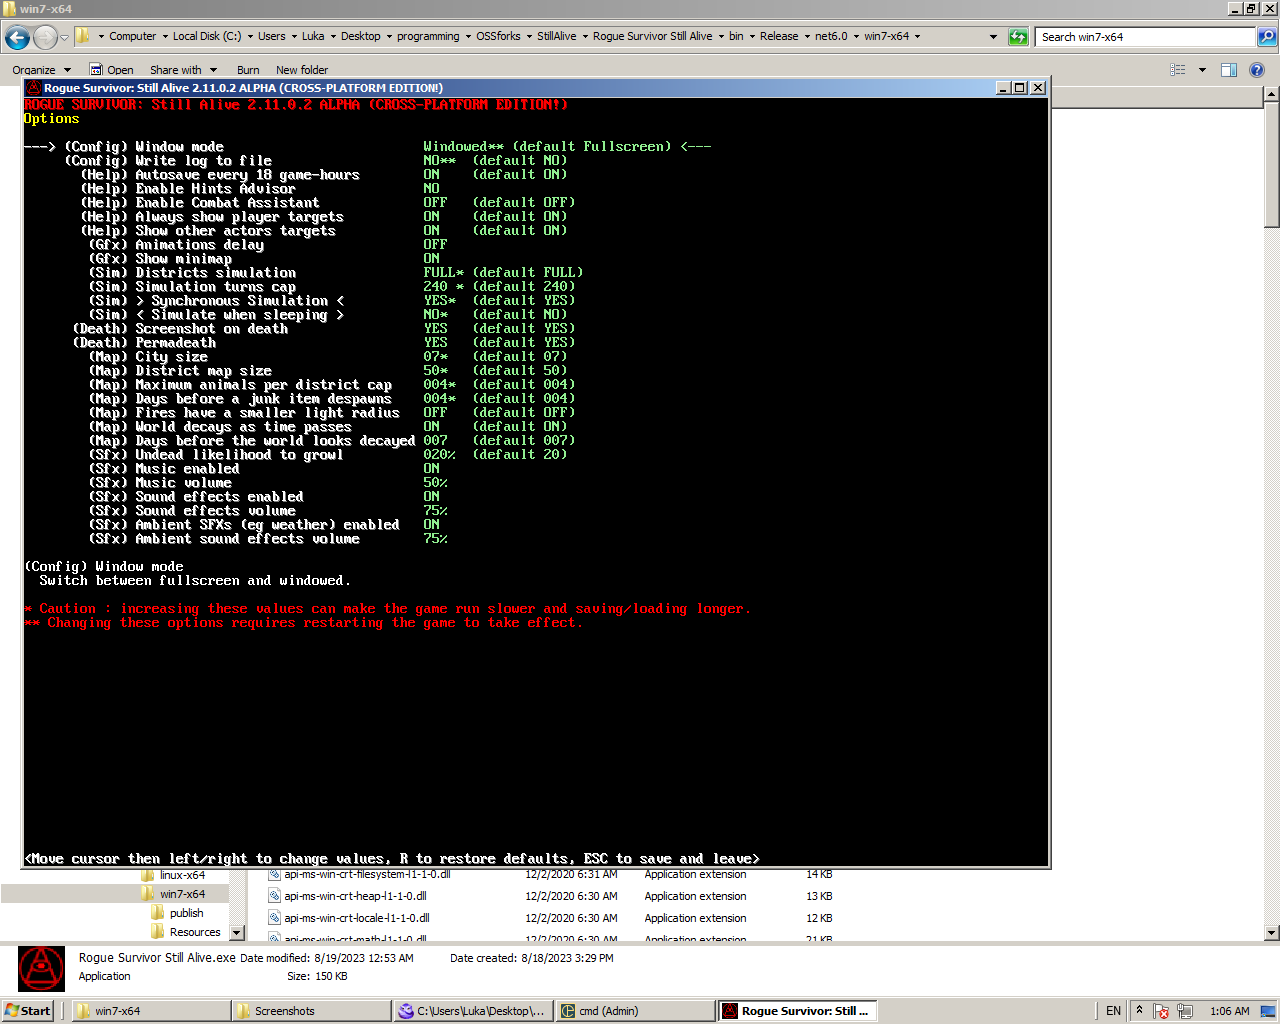 win7-x64
Computer Local Disk (C:) Users Luka Desktop programming OSSforks StillAlive Rogue Survivor Still Alive bin Release net6.0 win7-x64 Search win7-x64
Organize Open Share with Burn New folder
Rogue Survivor: Still Alive 2.11.0.2 ALPHA (CROSS-PLATFORM EDITION!)
ROGUE SURVIVOR: Still Alive 2.11.0.2 ALPHA (CROSS-PLATFORM EDITION!)
Options
---> (Config) Window mode Windowed** (default Fullscreen) <---
(Config) Write log to file NO** (default NO)
(Help) Autosave every 18 game-hours ON (default ON)
(Help) Enable Hints Advisor NO
(Help) Enable Combat Assistant OFF (default OFF)
(Help) Always show player targets ON (default ON)
(Help) Show other actors targets ON (default ON)
(Gfx) Animations delay OFF
(Gfx) Show minimap ON
(Sim) Districts simulation FULL* (default FULL)
(Sim) Simulation turns cap 240 * (default 240)
(Sim) > Synchronous Simulation < YES* (default YES)
(Sim) < Simulate when sleeping > NO* (default NO)
(Death) Screenshot on death YES (default YES)
(Death) Permadeath YES (default YES)
(Map) City size 07* (default 07)
(Map) District map size 50* (default 50)
(Map) Maximum animals per district cap 004* (default 004)
(Map) Days before a junk item despawns 004* (default 004)
(Map) Fires have a smaller light radius OFF (default OFF)
(Map) World decays as time passes ON (default ON)
(Map) Days before the world looks decayed 007 (default 007)
(Sfx) Undead likelihood to growl 020% (default 20)
(Sfx) Music enabled ON
(Sfx) Music volume 50%
(Sfx) Sound effects enabled ON
(Sfx) Sound effects volume 75%
(Sfx) Ambient SFXs (eg weather) enabled ON
(Sfx) Ambient sound effects volume 75%
(Config) Window mode
Switch between fullscreen and windowed.
* Caution : increasing these values can make the game run slower and saving/loading longer.
** Changing these options requires restarting the game to take effect.
<Move cursor then left/right to change values, R to restore defaults, ESC to save and leave>
linux-x64 api-ms-win-crt-filesystem-l1-1-0.dll 12/2/2020 6:31 AM Application extension 14 KB
win7-x64 api-ms-win-crt-heap-l1-1-0.dll 12/2/2020 6:30 AM Application extension 13 KB
publish api-ms-win-crt-locale-l1-1-0.dll 12/2/2020 6:30 AM Application extension 12 KB
Resources api-ms-win-crt-math-l1-1-0.dll 12/2/2020 6:30 AM Application extension 21 KB
Rogue Survivor Still Alive.exe Date modified: 8/19/2023 12:53 AM Date created: 8/18/2023 3:29 PM
Application Size: 150 KB
Start win7-x64 Screenshots C:\Users\Luka\Desktop\... cmd (Admin) Rogue Survivor: Still ... EN 1:06 AM